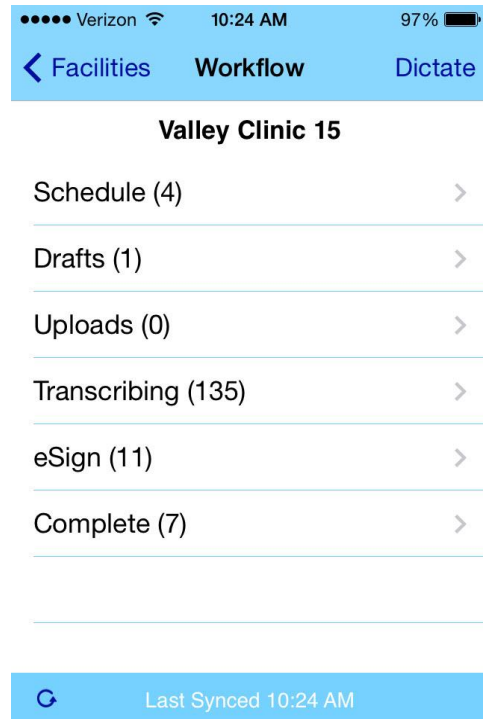 Verizon 10:24 AM 97%
Facilities Workflow Dictate
Valley Clinic 15
Schedule (4)
Drafts (1)
Uploads (0)
Transcribing (135)
eSign (11)
Complete (7)
Last Synced 10:24 AM